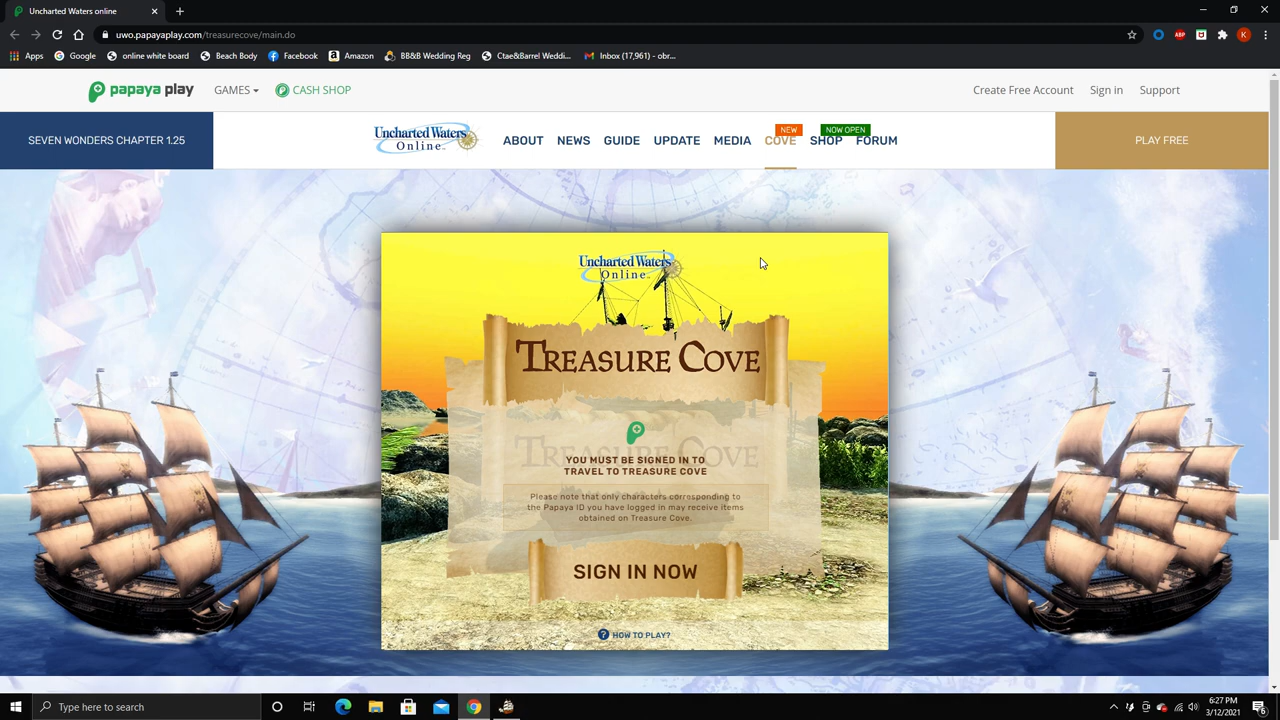 Uncharted Waters online
uwo.papayaplay.com/treasurecove/main.do
K
Apps Google online white board Beach Body Facebook Amazon BB&B Wedding Reg Ctae&Barrel Weddi... Inbox (17,961) - obr...
papaya play GAMES CASH SHOP Create Free Account Sign in Support
SEVEN WONDERS CHAPTER 1.25
Uncharted Waters
Online
NEW NOW OPEN
ABOUT NEWS GUIDE UPDATE MEDIA COVE SHOP FORUM
PLAY FREE
Uncharted Waters
Online
TREASURE COVE
TREASURE COVE
YOU MUST BE SIGNED IN TO
TRAVEL TO TREASURE COVE
Please note that only characters corresponding to
the Papaya ID you have logged in may receive items
obtained on Treasure Cove.
SIGN IN NOW
? HOW TO PLAY?
Type here to search
6:27 PM
3/12/2021